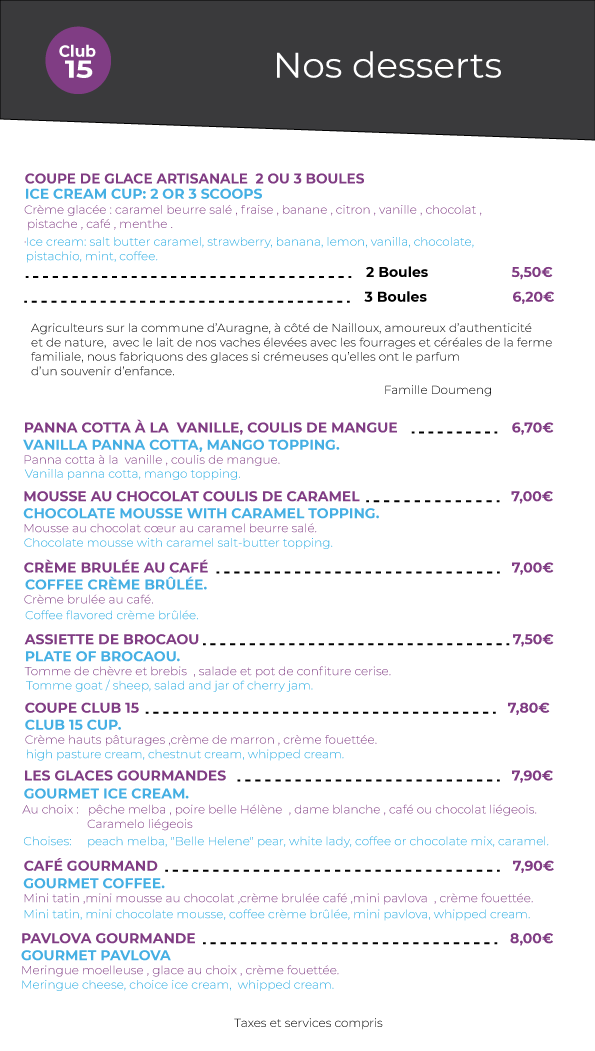 Club
15
Nos desserts
COUPE DE GLACE ARTISANALE 2 OU 3 BOULES
ICE CREAM CUP: 2 OR 3 SCOOPS
Crème glacée : caramel beurre salé , fraise , banane , citron , vanille , chocolat ,
pistache , café , menthe .
·Ice cream: salt butter caramel, strawberry, banana, lemon, vanilla, chocolate,
pistachio, mint, coffee.
2 Boules 5,50€
3 Boules 6,20€
Agriculteurs sur la commune d'Auragne, à côté de Nailloux, amoureux d'authenticité
et de nature, avec le lait de nos vaches élevées avec les fourrages et céréales de la ferme
familiale, nous fabriquons des glaces si crémeuses qu'elles ont le parfum
d'un souvenir d'enfance.
Famille Doumeng
PANNA COTTA À LA VANILLE, COULIS DE MANGUE 6,70€
VANILLA PANNA COTTA, MANGO TOPPING.
Panna cotta à la vanille , coulis de mangue.
Vanilla panna cotta, mango topping.
MOUSSE AU CHOCOLAT COULIS DE CARAMEL 7,00€
CHOCOLATE MOUSSE WITH CARAMEL TOPPING.
Mousse au chocolat cœur au caramel beurre salé.
Chocolate mousse with caramel salt-butter topping.
CRÈME BRULÉE AU CAFÉ 7,00€
COFFEE CRÈME BRÛLÉE.
Crème brulée au café.
Coffee flavored crème brûlée.
ASSIETTE DE BROCAOU 7,50€
PLATE OF BROCAOU.
Tomme de chèvre et brebis , salade et pot de confiture cerise.
Tomme goat / sheep, salad and jar of cherry jam.
COUPE CLUB 15 7,80€
CLUB 15 CUP.
Crème hauts pâturages ,crème de marron , crème fouettée.
high pasture cream, chestnut cream, whipped cream.
LES GLACES GOURMANDES 7,90€
GOURMET ICE CREAM.
Au choix : pêche melba , poire belle Hélène , dame blanche , café ou chocolat liégeois.
Caramelo liégeois
Choises: peach melba, "Belle Helene" pear, white lady, coffee or chocolate mix, caramel.
CAFÉ GOURMAND 7,90€
GOURMET COFFEE.
Mini tatin ,mini mousse au chocolat ,crème brulée café ,mini pavlova , crème fouettée.
Mini tatin, mini chocolate mousse, coffee crème brûlée, mini pavlova, whipped cream.
PAVLOVA GOURMANDE 8,00€
GOURMET PAVLOVA
Meringue moelleuse , glace au choix , crème fouettée.
Meringue cheese, choice ice cream, whipped cream.
Taxes et services compris